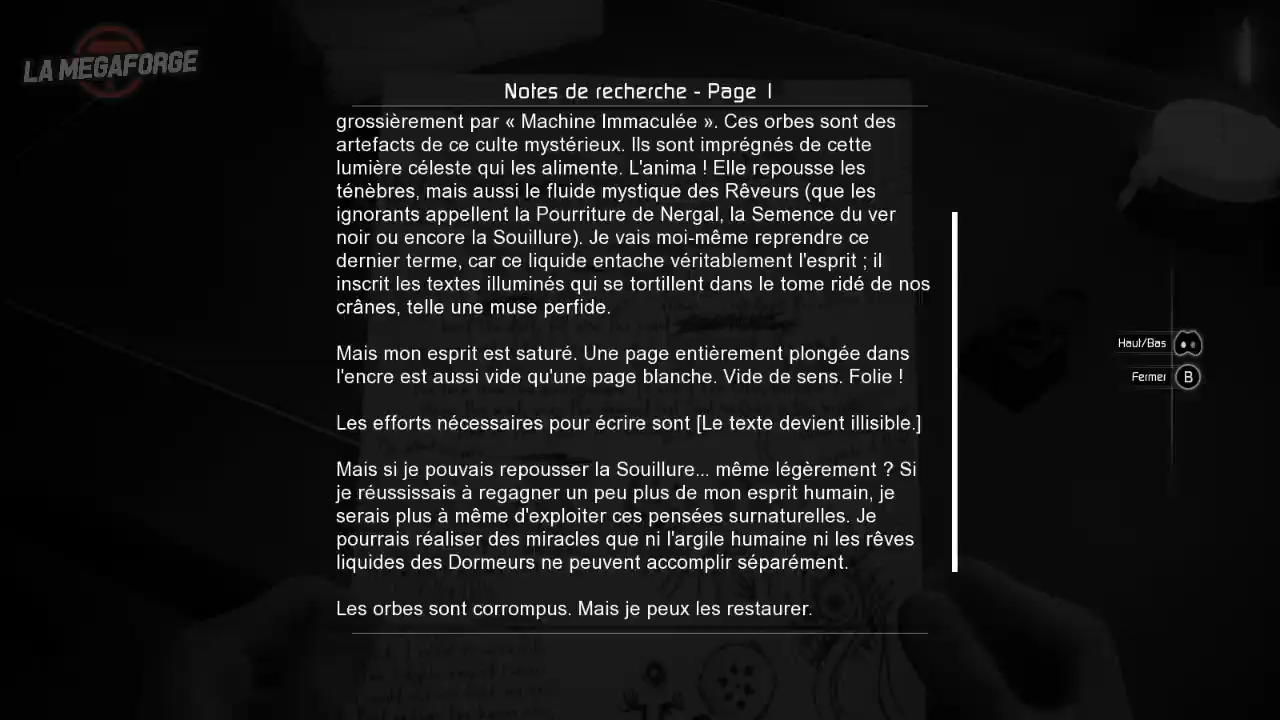 LA MEGAFORGE
Notes de recherche - Page 1
grossièrement par « Machine Immaculée ». Ces orbes sont des
artefacts de ce culte mystérieux. Ils sont imprégnés de cette
lumière céleste qui les alimente. L'anima ! Elle repousse les
ténèbres, mais aussi le fluide mystique des Rêveurs (que les
ignorants appellent la Pourriture de Nergal, la Semence du ver
noir ou encore la Souillure). Je vais moi-même reprendre ce
dernier terme, car ce liquide entache véritablement l'esprit ; il
inscrit les textes illuminés qui se tortillent dans le tome ridé de nos
crânes, telle une muse perfide.
Mais mon esprit est saturé. Une page entièrement plongée dans
l'encre est aussi vide qu'une page blanche. Vide de sens. Folie !
Les efforts nécessaires pour écrire sont [Le texte devient illisible.]
Mais si je pouvais repousser la Souillure... même légèrement ? Si
je réussissais à regagner un peu plus de mon esprit humain, je
serais plus à même d'exploiter ces pensées surnaturelles. Je
pourrais réaliser des miracles que ni l'argile humaine ni les rêves
liquides des Dormeurs ne peuvent accomplir séparément.
Les orbes sont corrompus. Mais je peux les restaurer.
Haut/Bas
Fermer B